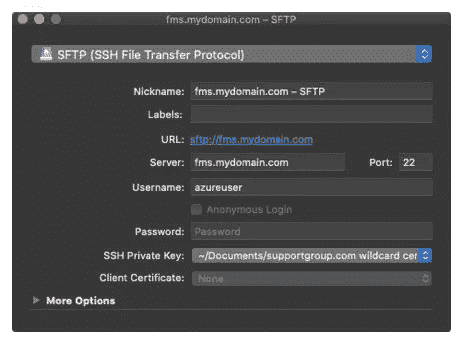 fms.mydomain.com – SFTP
SFTP (SSH File Transfer Protocol)
Nickname: fms.mydomain.com – SFTP
Labels:
URL: sftp://fms.mydomain.com
Server: fms.mydomain.com Port: 22
Username: azureuser
Anonymous Login
Password: Password
SSH Private Key: ~/Documents/supportgroup.com wildcard cer
Client Certificate: None
More Options